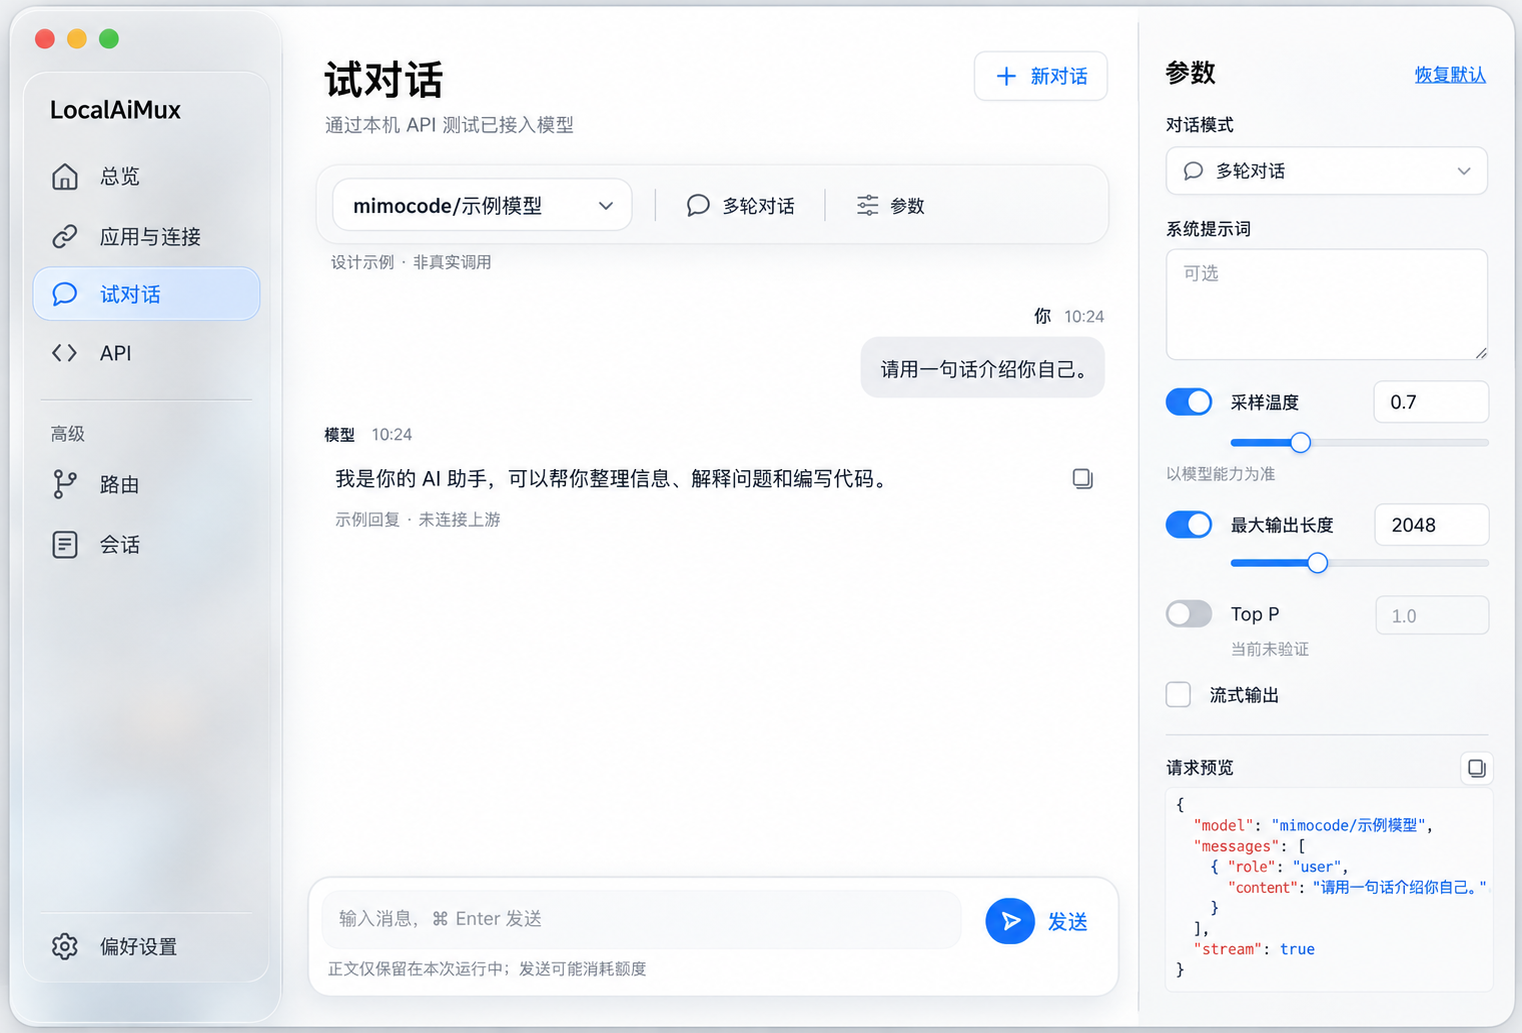 LocalAiMux
总览
应用与连接
试对话
API
高级
路由
会话
偏好设置
试对话
通过本机 API 测试已接入模型
新对话
mimocode/示例模型
多轮对话
参数
设计示例 · 非真实调用
你 10:24
请用一句话介绍你自己。
模型 10:24
我是你的 AI 助手，可以帮你整理信息、解释问题和编写代码。
示例回复 · 未连接上游
输入消息，⌘ Enter 发送
发送
正文仅保留在本次运行中；发送可能消耗额度
参数
恢复默认
对话模式
多轮对话
系统提示词
可选
采样温度 0.7
以模型能力为准
最大输出长度 2048
Top P 1.0
当前未验证
流式输出
请求预览
{
"model": "mimocode/示例模型",
"messages": [
{ "role": "user",
"content": "请用一句话介绍你自己。"
}
],
"stream": true
}